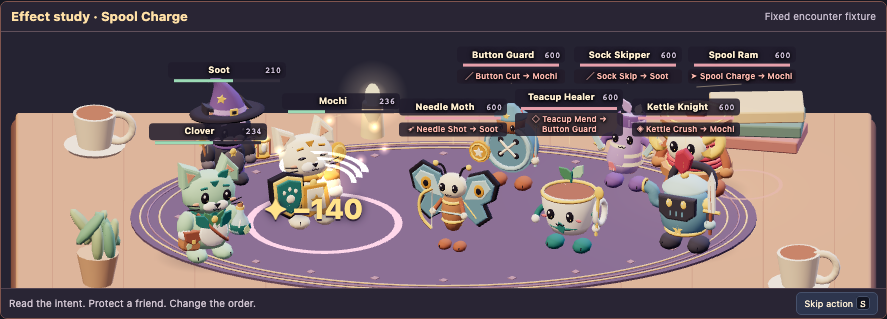 Effect study · Spool Charge
Fixed encounter fixture
Button Guard 600
Sock Skipper 600
Spool Ram 600
Button Cut → Mochi
Sock Skip → Soot
Spool Charge → Mochi
Soot 210
Mochi 236
Needle Moth 600
Teacup Healer 600
Kettle Knight 600
Clover 234
Needle Shot → Soot
Teacup Mend →
Button Guard
Kettle Crush → Mochi
-140
Read the intent. Protect a friend. Change the order.
Skip action S